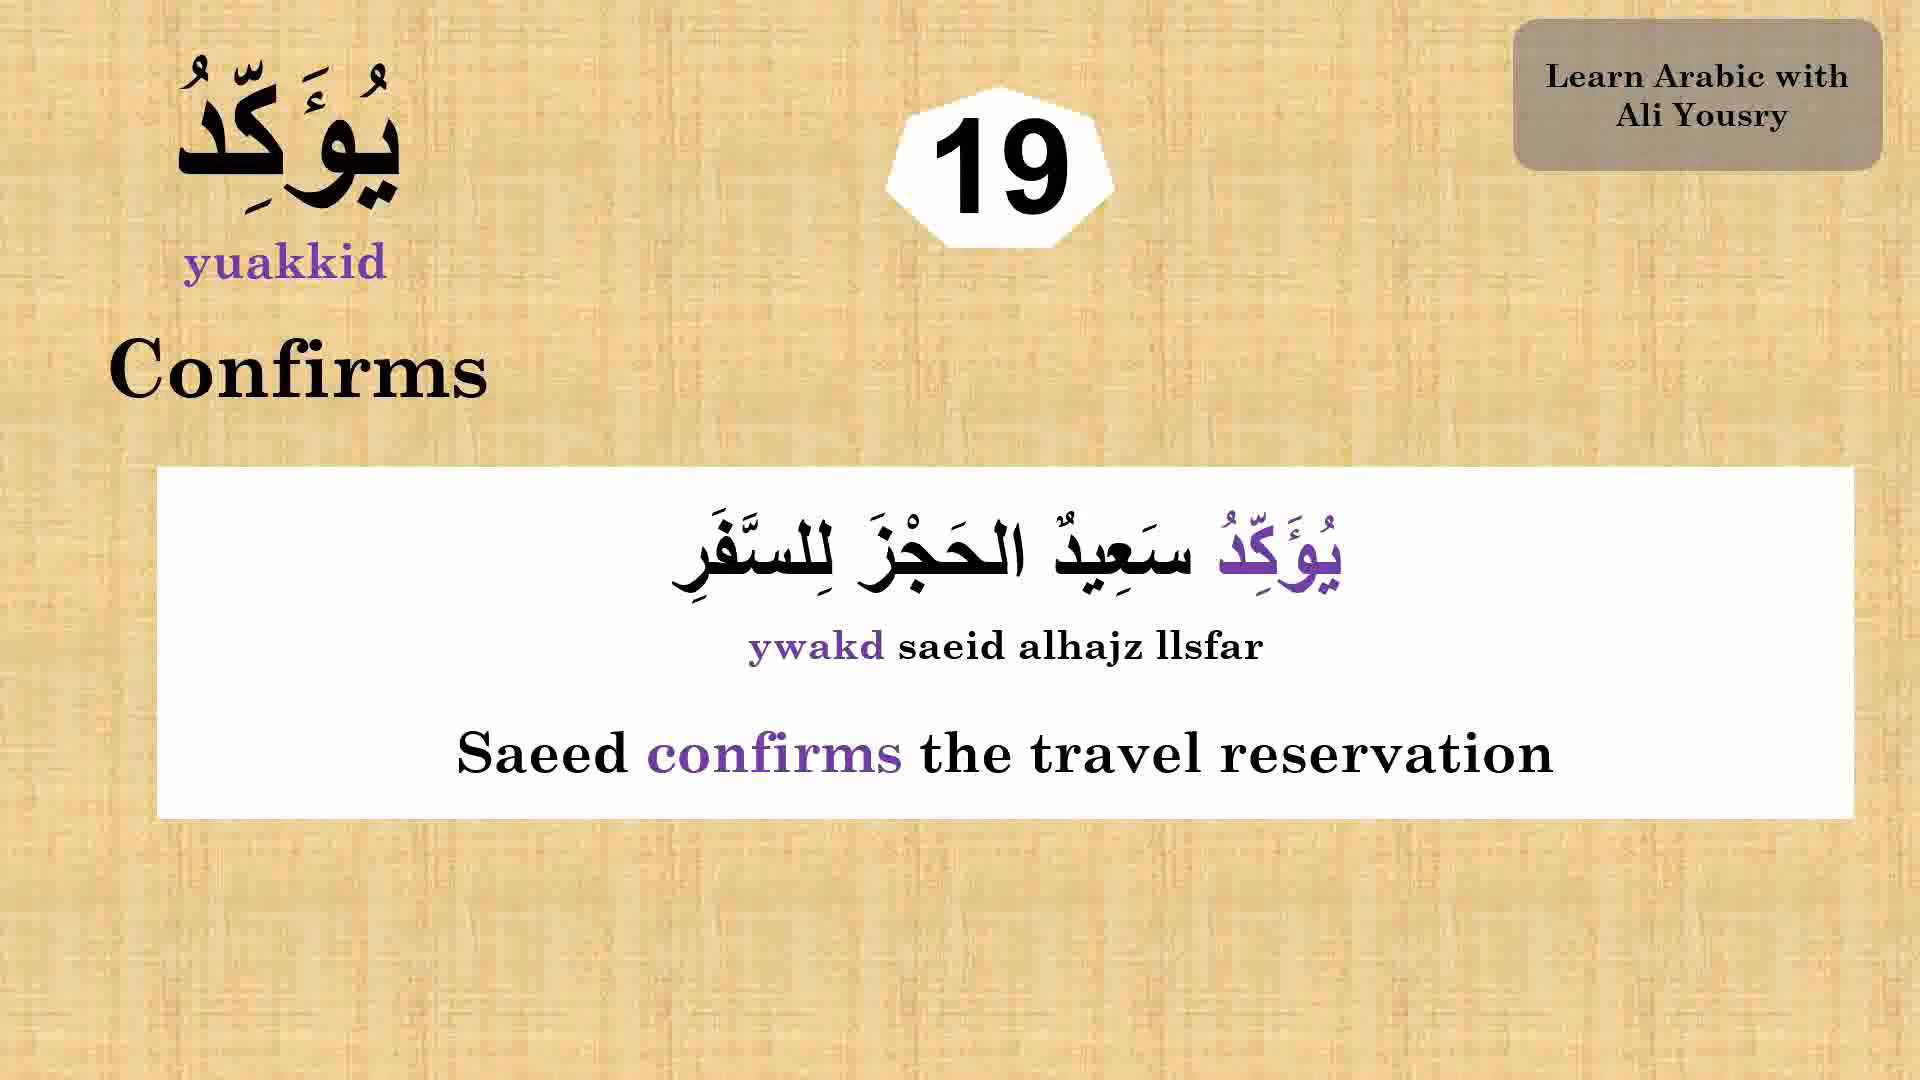 يُؤَكِّدُ
yuakkid
Confirms
19
Learn Arabic with
Ali Yousry
يُؤَكِّدُ سَعِيدٌ الحَجْزَ لِلسَّفَرِ
ywakd saeid alhajz llsfar
Saeed confirms the travel reservation